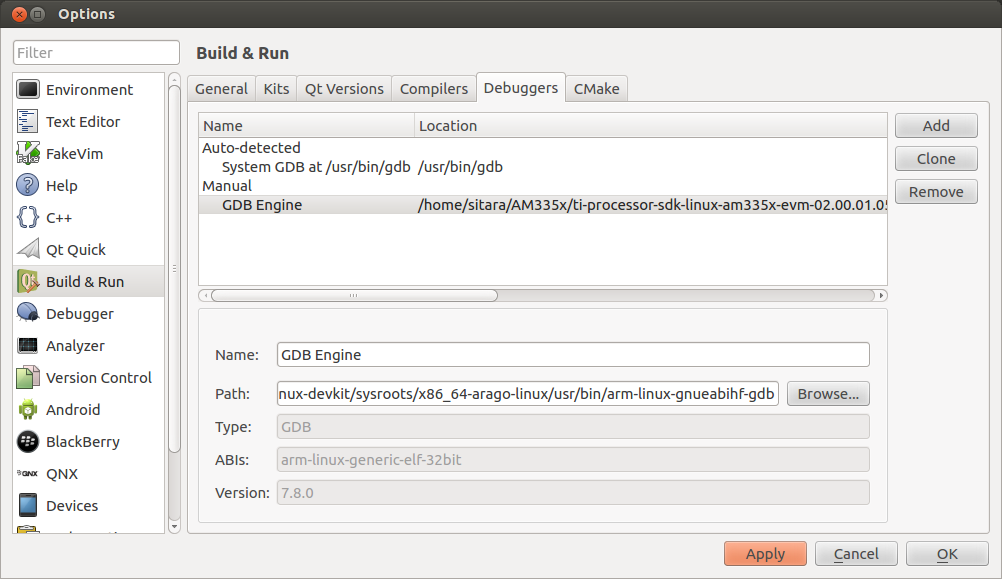 Options
Filter
Environment
Text Editor
FakeVim
Help
C++
Qt Quick
Build & Run
Debugger
Analyzer
Version Control
Android
BlackBerry
QNX
Devices
Build & Run
General Kits Qt Versions Compilers Debuggers CMake
Name Location
Auto-detected
System GDB at /usr/bin/gdb /usr/bin/gdb
Manual
GDB Engine /home/sitara/AM335x/ti-processor-sdk-linux-am335x-evm-02.00.01.05
Add
Clone
Remove
Name: GDB Engine
Path: nux-devkit/sysroots/x86_64-arago-linux/usr/bin/arm-linux-gnueabihf-gdb Browse...
Type: GDB
ABIs: arm-linux-generic-elf-32bit
Version: 7.8.0
Apply Cancel OK